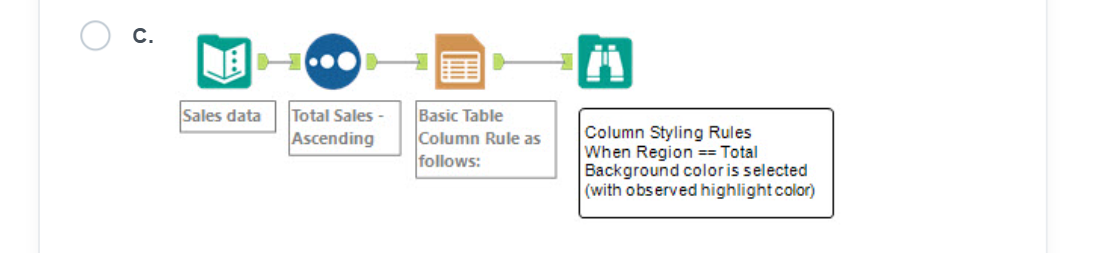 C.
Sales data
Total Sales -
Ascending
Basic Table
Column Rule as
follows:
Column Styling Rules
When Region == Total
Background color is selected
(with observed highlight color)